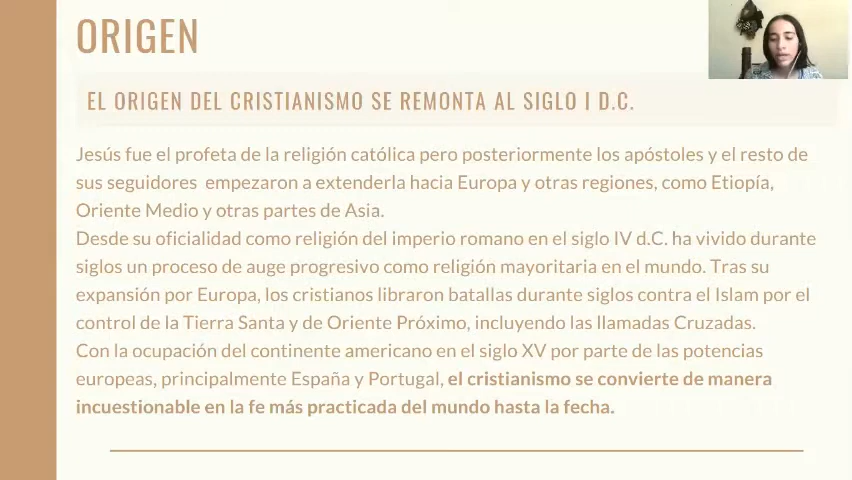 ORIGEN
EL ORIGEN DEL CRISTIANISMO SE REMONTA AL SIGLO I D.C.
Jesús fue el profeta de la religión católica pero posteriormente los apóstoles y el resto de
sus seguidores empezaron a extenderla hacia Europa y otras regiones, como Etiopía,
Oriente Medio y otras partes de Asia.
Desde su oficialidad como religión del imperio romano en el siglo IV d.C. ha vivido durante
siglos un proceso de auge progresivo como religión mayoritaria en el mundo. Tras su
expansión por Europa, los cristianos libraron batallas durante siglos contra el Islam por el
control de la Tierra Santa y de Oriente Próximo, incluyendo las llamadas Cruzadas.
Con la ocupación del continente americano en el siglo XV por parte de las potencias
europeas, principalmente España y Portugal, el cristianismo se convierte de manera
incuestionable en la fe más practicada del mundo hasta la fecha.